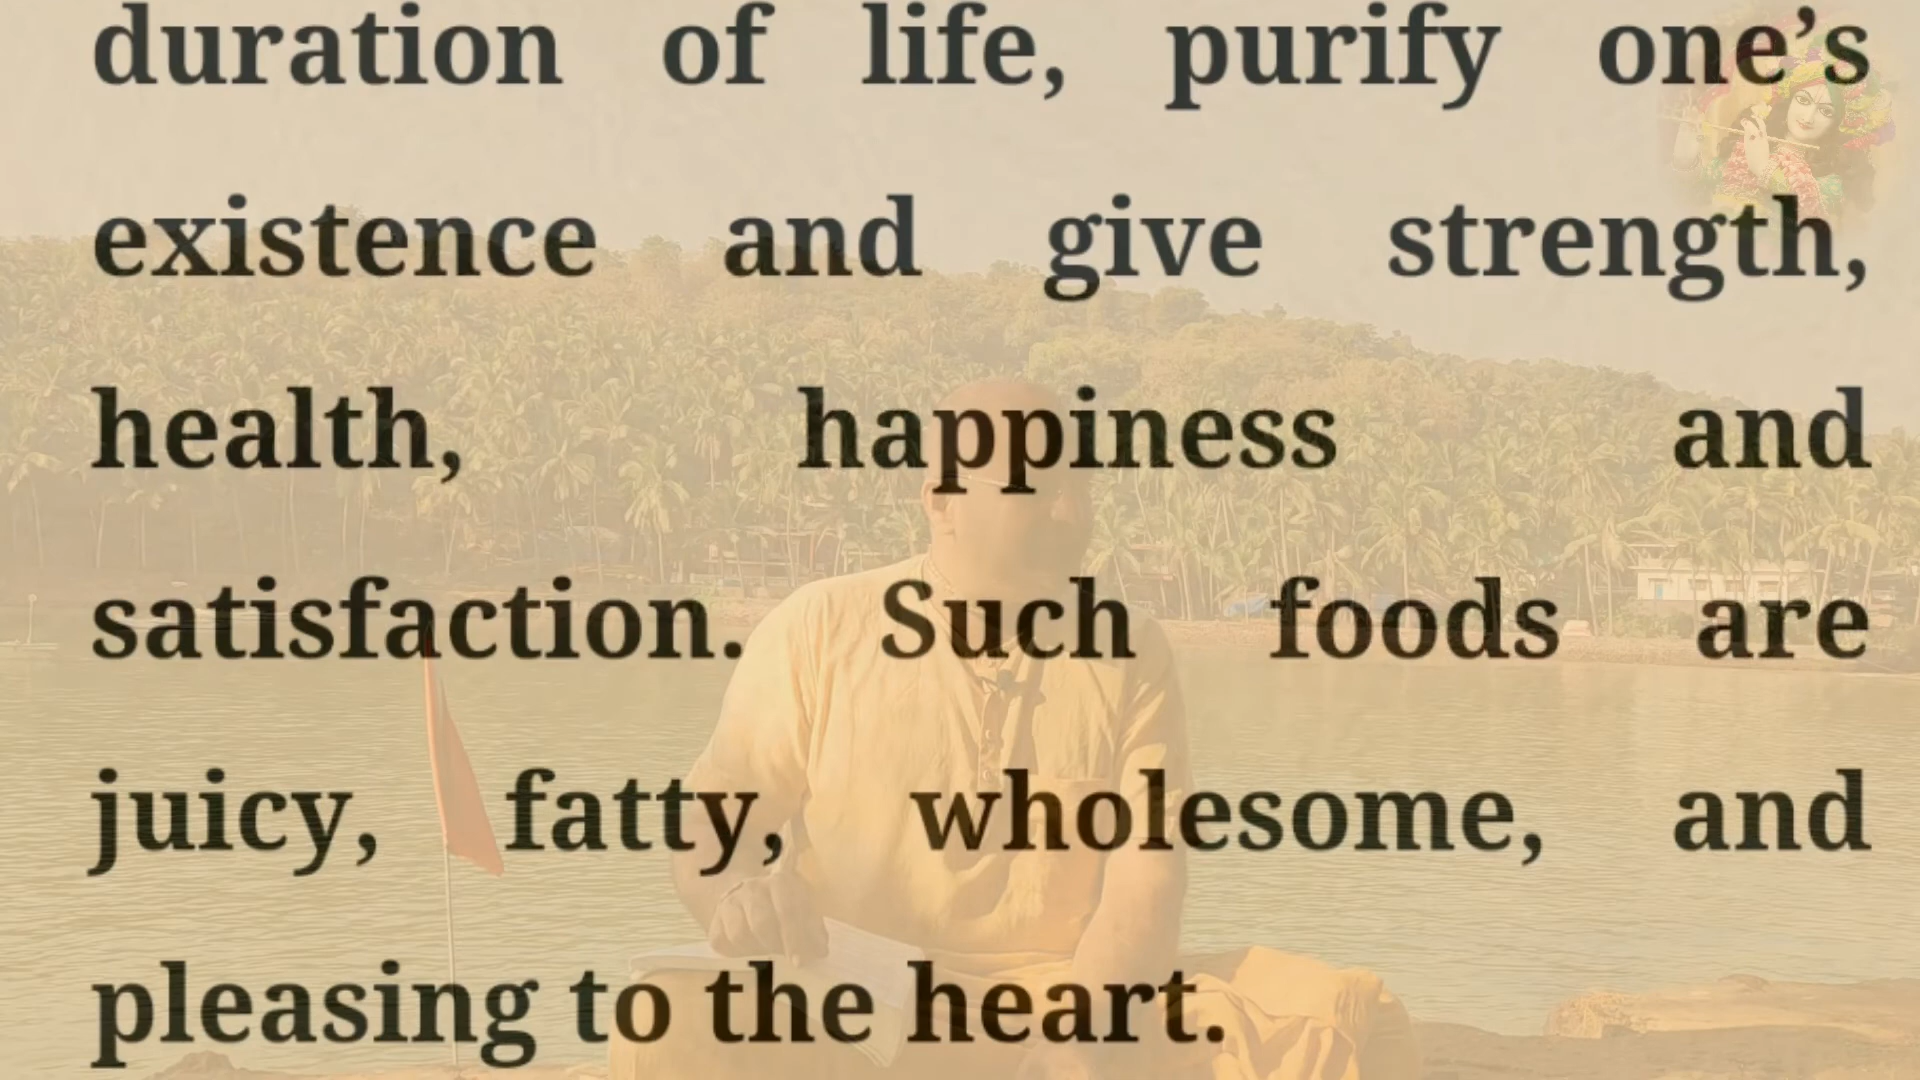 duration of life, purify one’s
existence and give strength,
health, happiness and
satisfaction. Such foods are
juicy, fatty, wholesome, and
pleasing to the heart.